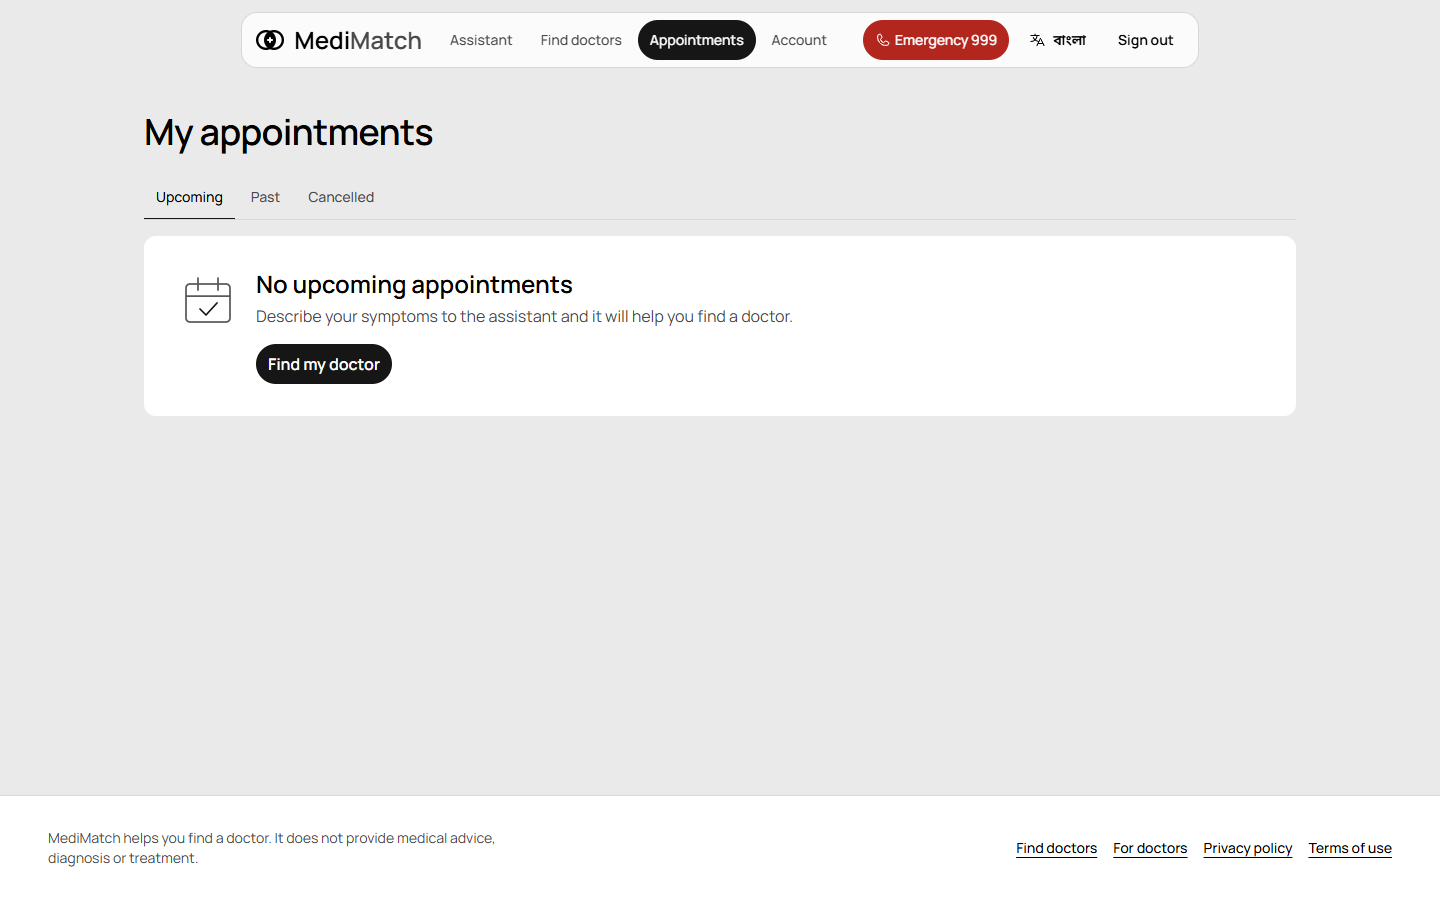 MediMatch Assistant Find doctors Appointments Account Emergency 999 বাংলা Sign out
My appointments
Upcoming Past Cancelled
No upcoming appointments
Describe your symptoms to the assistant and it will help you find a doctor.
Find my doctor
MediMatch helps you find a doctor. It does not provide medical advice,
diagnosis or treatment.
Find doctors For doctors Privacy policy Terms of use